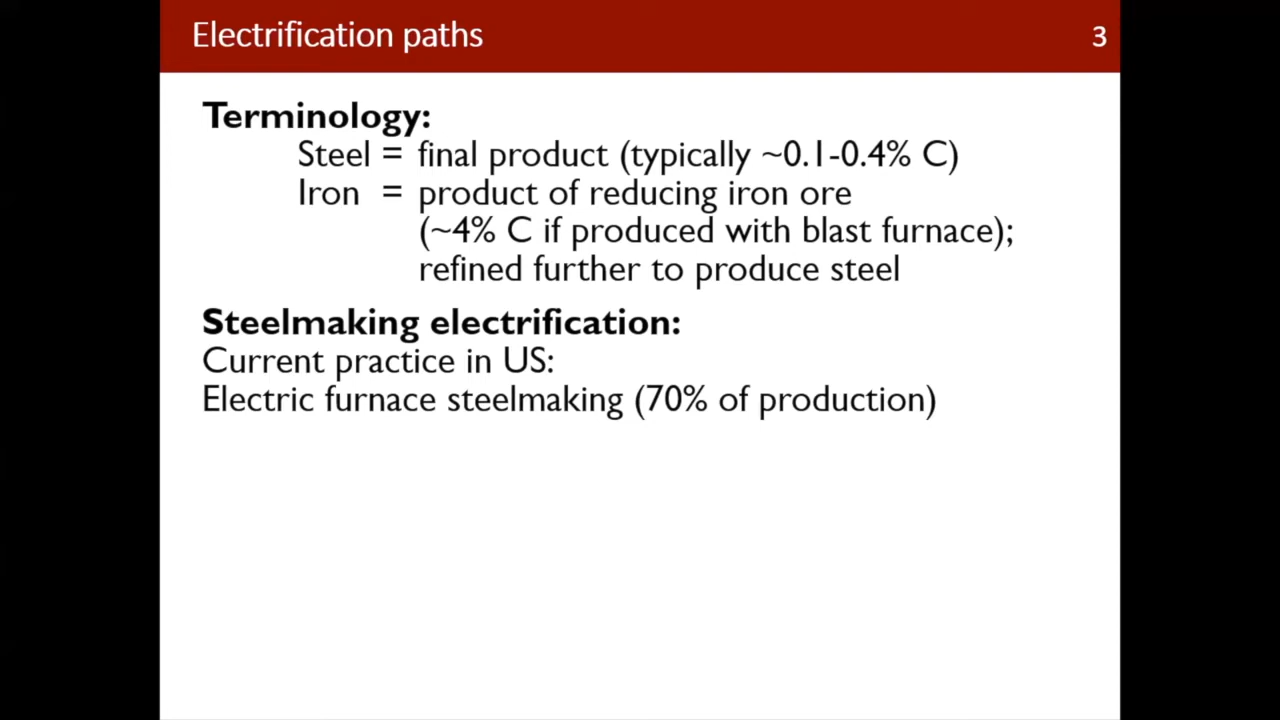 Electrification paths
3
Terminology:
Steel = final product (typically ~0.1-0.4% C)
Iron = product of reducing iron ore
(~4% C if produced with blast furnace);
refined further to produce steel
Steelmaking electrification:
Current practice in US:
Electric furnace steelmaking (70% of production)